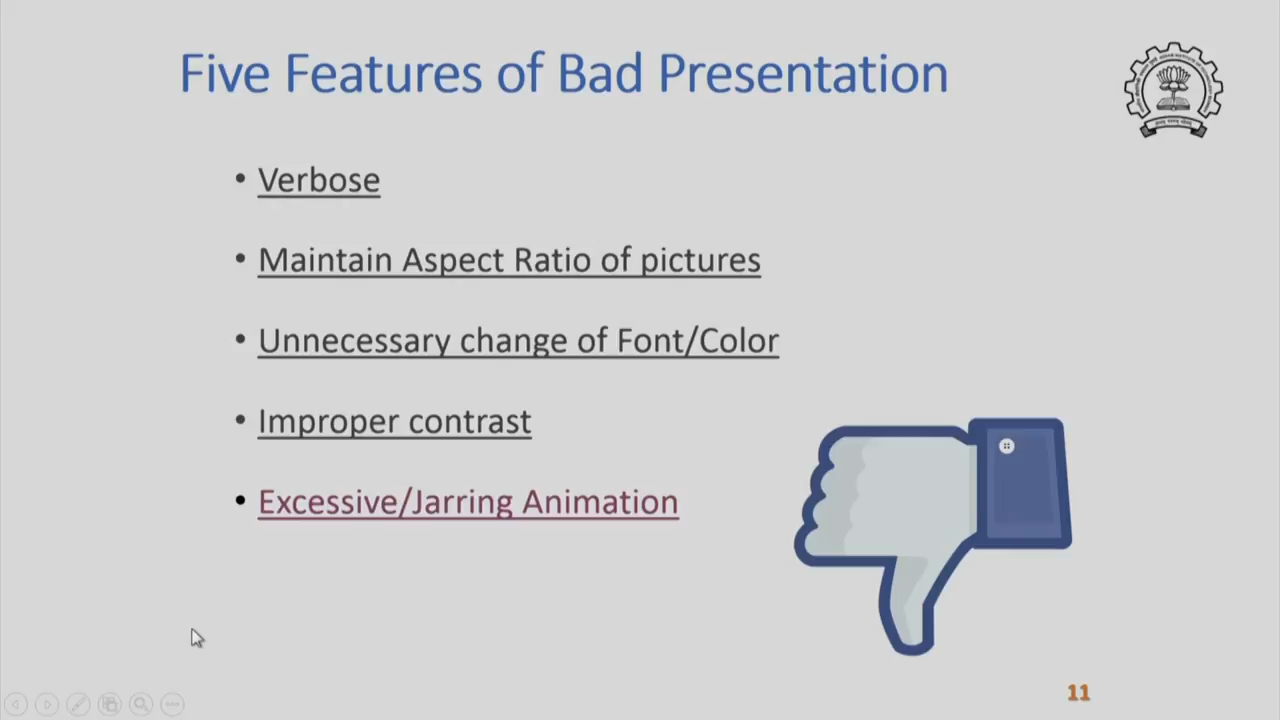 Five Features of Bad Presentation
• Verbose
• Maintain Aspect Ratio of pictures
• Unnecessary change of Font/Color
• Improper contrast
• Excessive/Jarring Animation
11